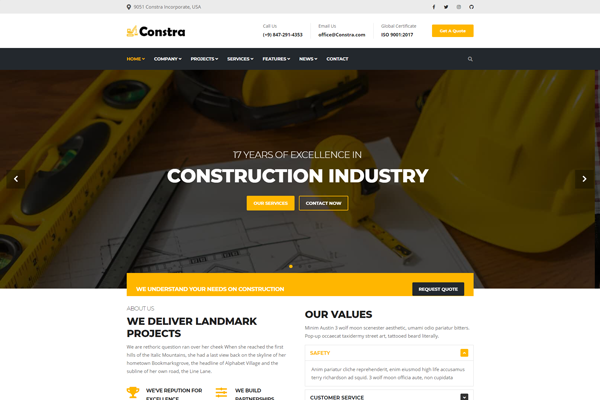 9051 Constra Incorporate, USA
Constra
Call Us
(+9) 847-291-4353
Email Us
office@Constra.com
Global Certificate
ISO 9001:2017
Get A Quote
HOME
COMPANY
PROJECTS
SERVICES
FEATURES
NEWS
CONTACT
17 YEARS OF EXCELLENCE IN
CONSTRUCTION INDUSTRY
OUR SERVICES
CONTACT NOW
WE UNDERSTAND YOUR NEEDS ON CONSTRUCTION
REQUEST QUOTE
ABOUT US
WE DELIVER LANDMARK
PROJECTS
We are rethoric question ran over her cheek When she reached the first
hills of the Italic Mountains, she had a last view back on the skyline of her
hometown Bookmarksgrove, the headline of Alphabet Village and the
subline of her own road, the Line Lane.
WE'VE REPUTION FOR
EXCELLENCE
WE BUILD
PARTNERSHIPS
OUR VALUES
Minim Austin 3 wolf moon scenester aesthetic, umami odio pariatur bitters.
Pop-up occaecat taxidermy street art, tattooed beard literally.
SAFETY
Anim pariatur cliche reprehenderit, enim eiusmod high life accusamus
terry richardson ad squid. 3 wolf moon officia aute, non cupidata
CUSTOMER SERVICE